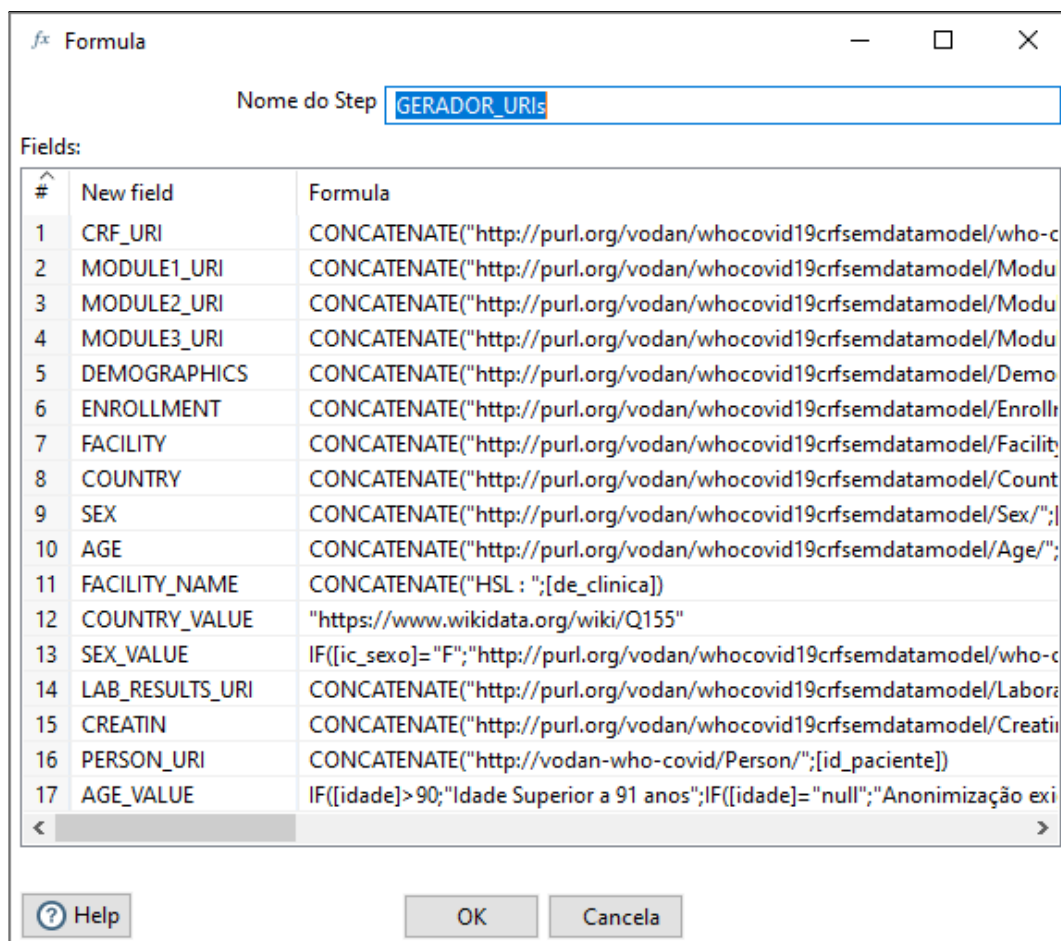 fx Formula
Nome do Step GERADOR_URIs
Fields:
# New field Formula
1 CRF_URI CONCATENATE("http://purl.org/vodan/whocovid19crfsemdatamodel/who-c
2 MODULE1_URI CONCATENATE("http://purl.org/vodan/whocovid19crfsemdatamodel/Modu
3 MODULE2_URI CONCATENATE("http://purl.org/vodan/whocovid19crfsemdatamodel/Modu
4 MODULE3_URI CONCATENATE("http://purl.org/vodan/whocovid19crfsemdatamodel/Modu
5 DEMOGRAPHICS CONCATENATE("http://purl.org/vodan/whocovid19crfsemdatamodel/Demo
6 ENROLLMENT CONCATENATE("http://purl.org/vodan/whocovid19crfsemdatamodel/Enrollr
7 FACILITY CONCATENATE("http://purl.org/vodan/whocovid19crfsemdatamodel/Facility
8 COUNTRY CONCATENATE("http://purl.org/vodan/whocovid19crfsemdatamodel/Count
9 SEX CONCATENATE("http://purl.org/vodan/whocovid19crfsemdatamodel/Sex/";[
10 AGE CONCATENATE("http://purl.org/vodan/whocovid19crfsemdatamodel/Age/";
11 FACILITY_NAME CONCATENATE("HSL : ";[de_clinica])
12 COUNTRY_VALUE "https://www.wikidata.org/wiki/Q155"
13 SEX_VALUE IF([ic_sexo]="F";"http://purl.org/vodan/whocovid19crfsemdatamodel/who-c
14 LAB_RESULTS_URI CONCATENATE("http://purl.org/vodan/whocovid19crfsemdatamodel/Labora
15 CREATIN CONCATENATE("http://purl.org/vodan/whocovid19crfsemdatamodel/Creatii
16 PERSON_URI CONCATENATE("http://vodan-who-covid/Person/";[id_paciente])
17 AGE_VALUE IF([idade]>90;"Idade Superior a 91 anos";IF([idade]="null";"Anonimização exi
Help OK Cancela